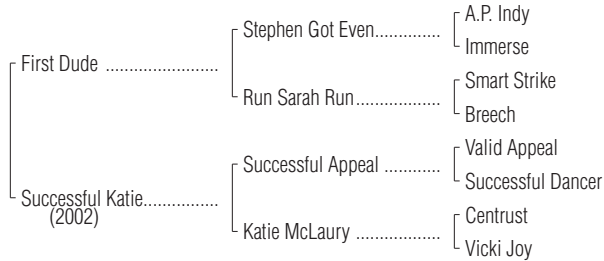 A.P. Indy
Stephen Got Even..............
Immerse
First Dude .......................
Smart Strike
Run Sarah Run..................
Breech
Valid Appeal
Successful Appeal ............
Successful Dancer
Successful Katie...............
(2002)
Centrust
Katie McLaury ..................
Vicki Joy